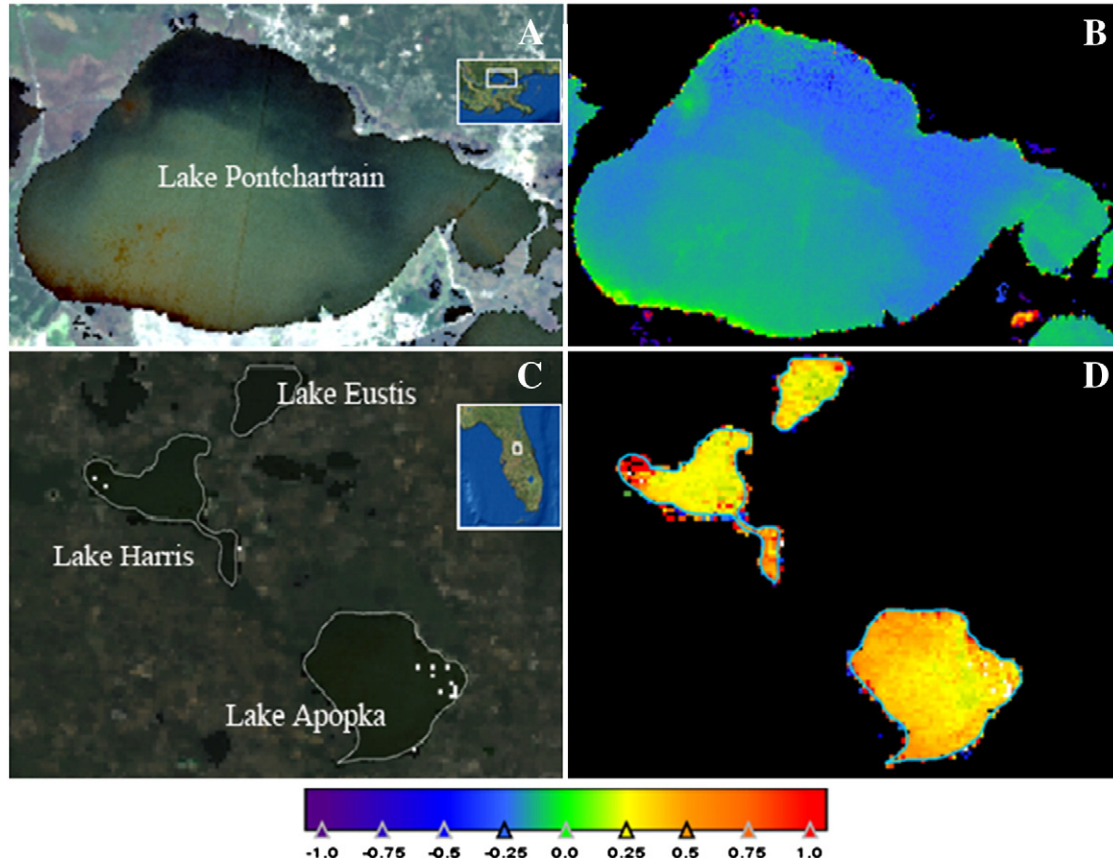 A
B
Lake Pontchartrain
C
D
Lake Eustis
Lake Harris
Lake Apopka
-1.0 -0.75 -0.5 -0.25 0.0 0.25 0.5 0.75 1.0